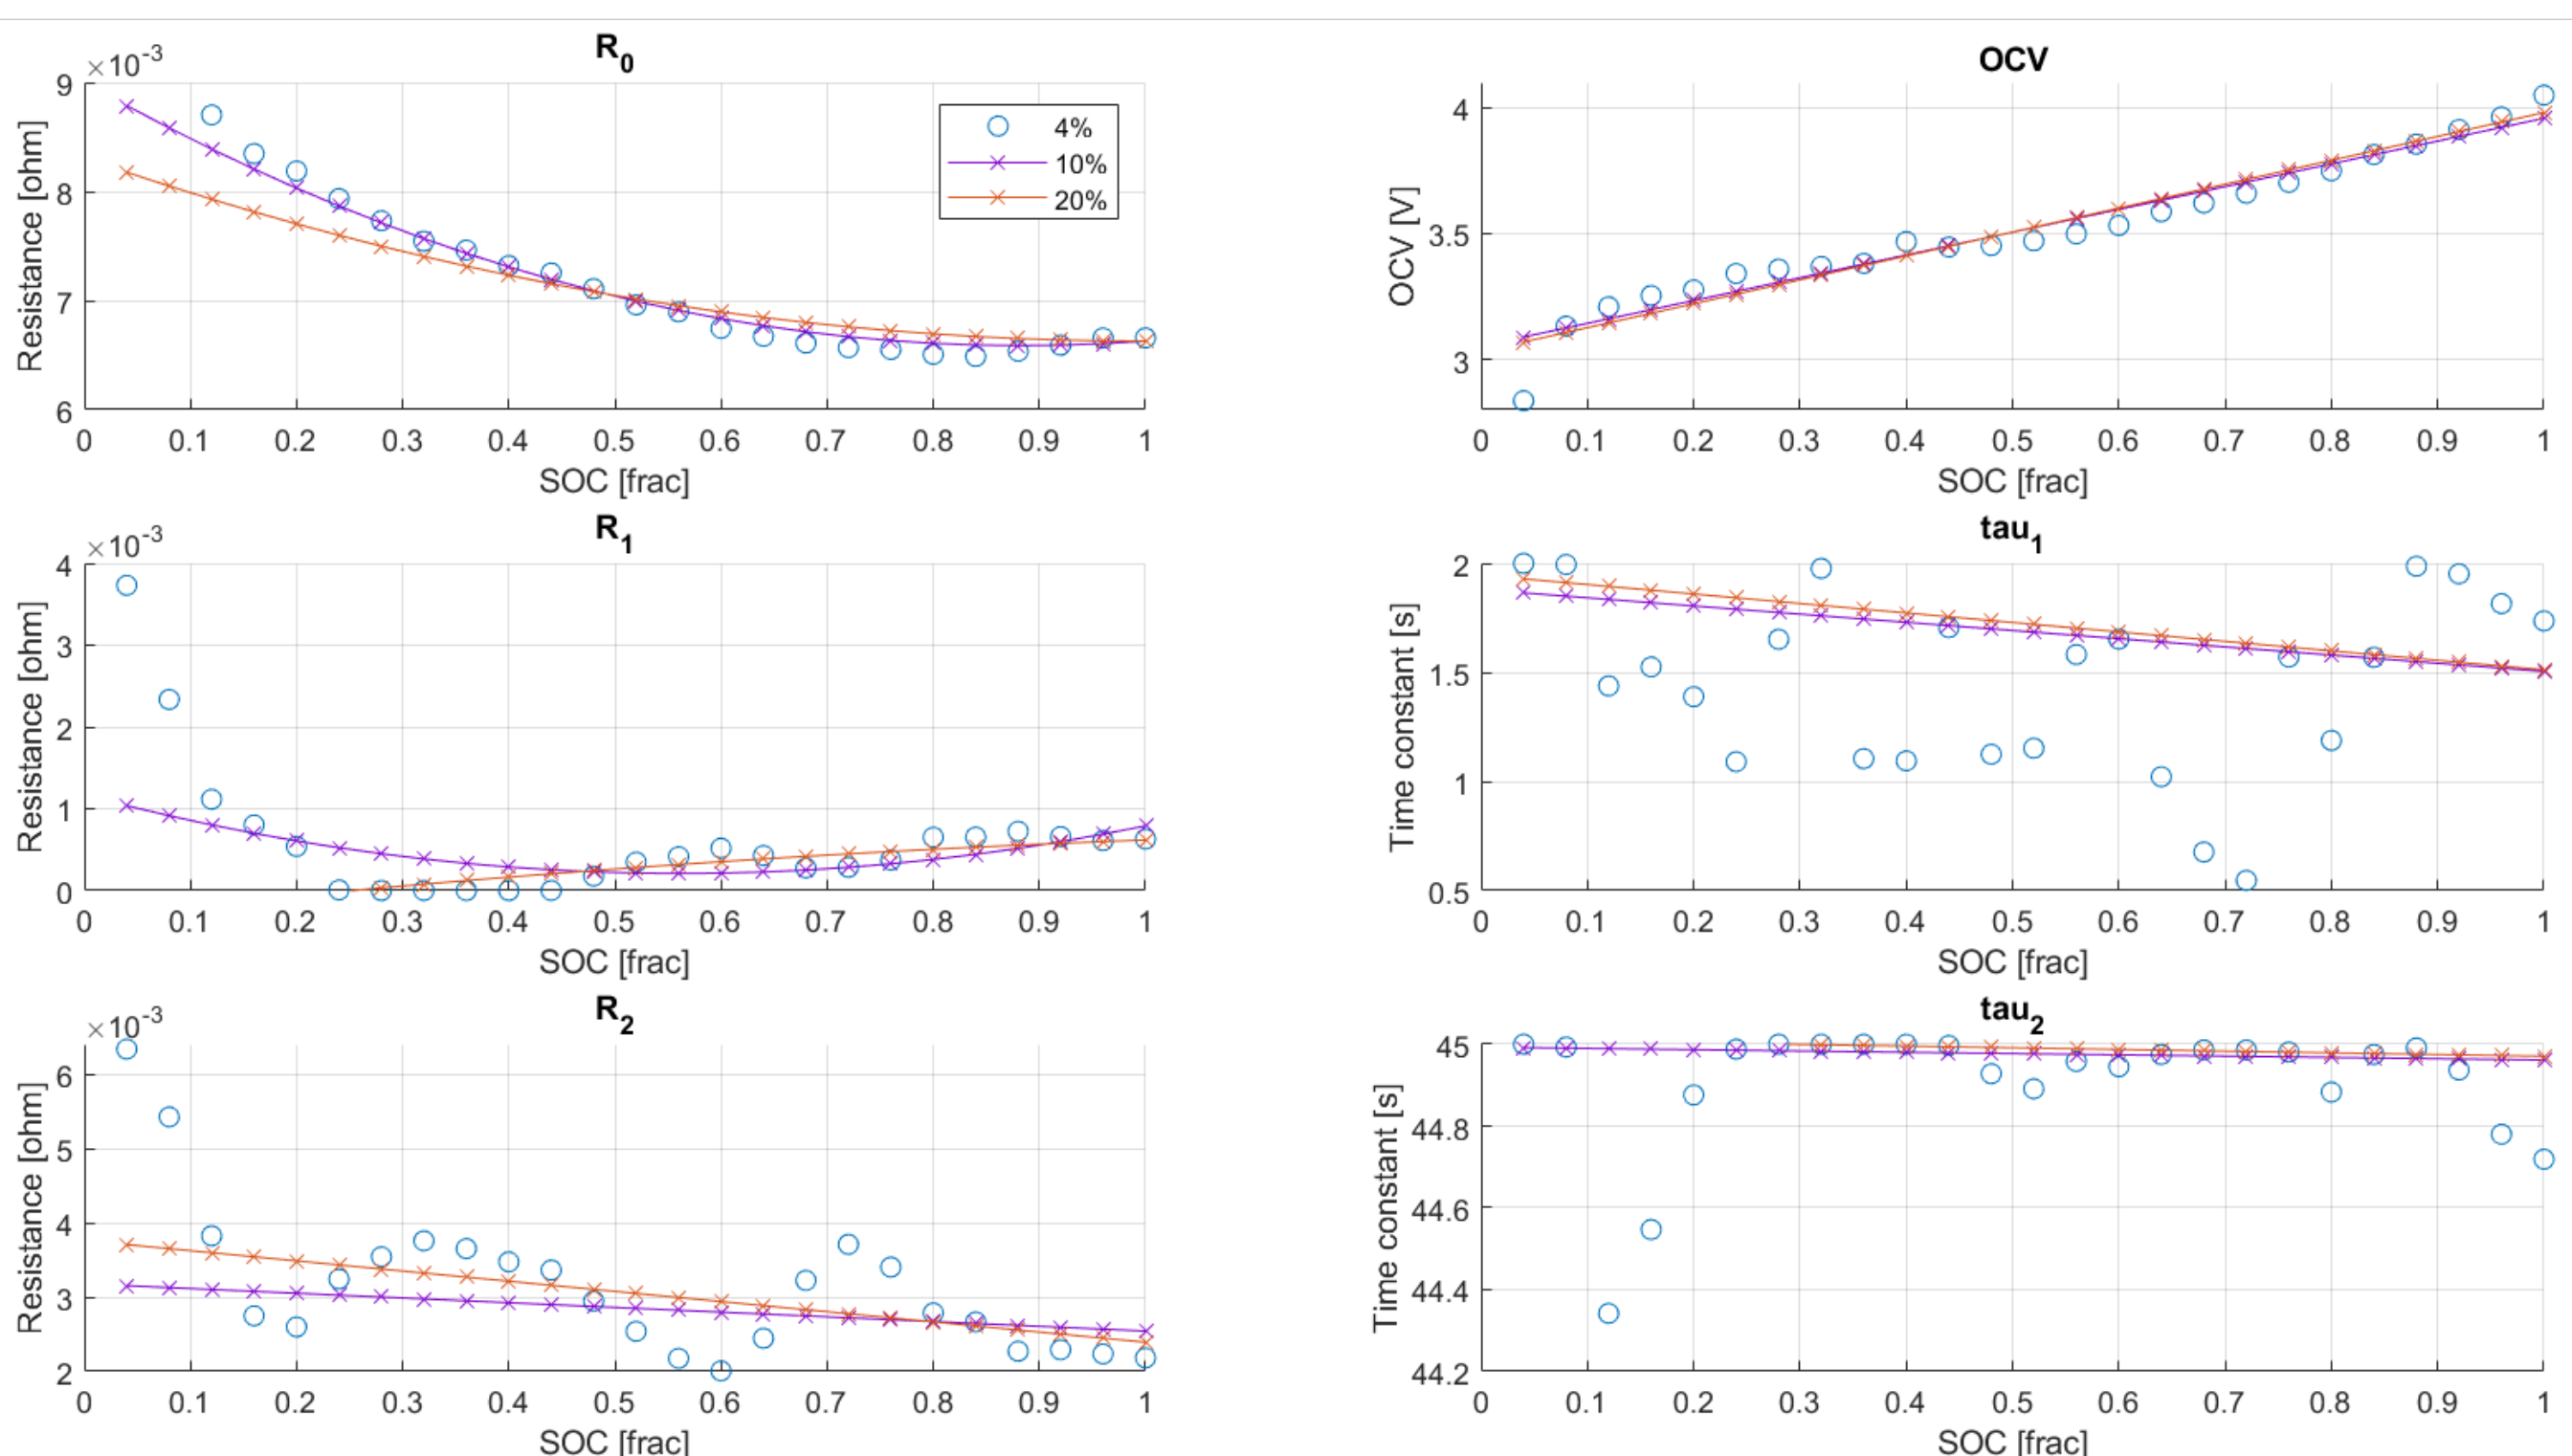 R0
×10-3
9
8
7
6
Resistance [ohm]
0 0.1 0.2 0.3 0.4 0.5 0.6 0.7 0.8 0.9 1
SOC [frac]
4%
10%
20%
OCV
4
3.5
3
OCV [V]
0 0.1 0.2 0.3 0.4 0.5 0.6 0.7 0.8 0.9 1
SOC [frac]
R1
×10-3
4
3
2
1
0
Resistance [ohm]
0 0.1 0.2 0.3 0.4 0.5 0.6 0.7 0.8 0.9 1
SOC [frac]
tau1
2
1.5
1
0.5
Time constant [s]
0 0.1 0.2 0.3 0.4 0.5 0.6 0.7 0.8 0.9 1
SOC [frac]
R2
×10-3
6
5
4
3
2
Resistance [ohm]
0 0.1 0.2 0.3 0.4 0.5 0.6 0.7 0.8 0.9 1
SOC [frac]
tau2
45
44.8
44.6
44.4
44.2
Time constant [s]
0 0.1 0.2 0.3 0.4 0.5 0.6 0.7 0.8 0.9 1
SOC [frac]